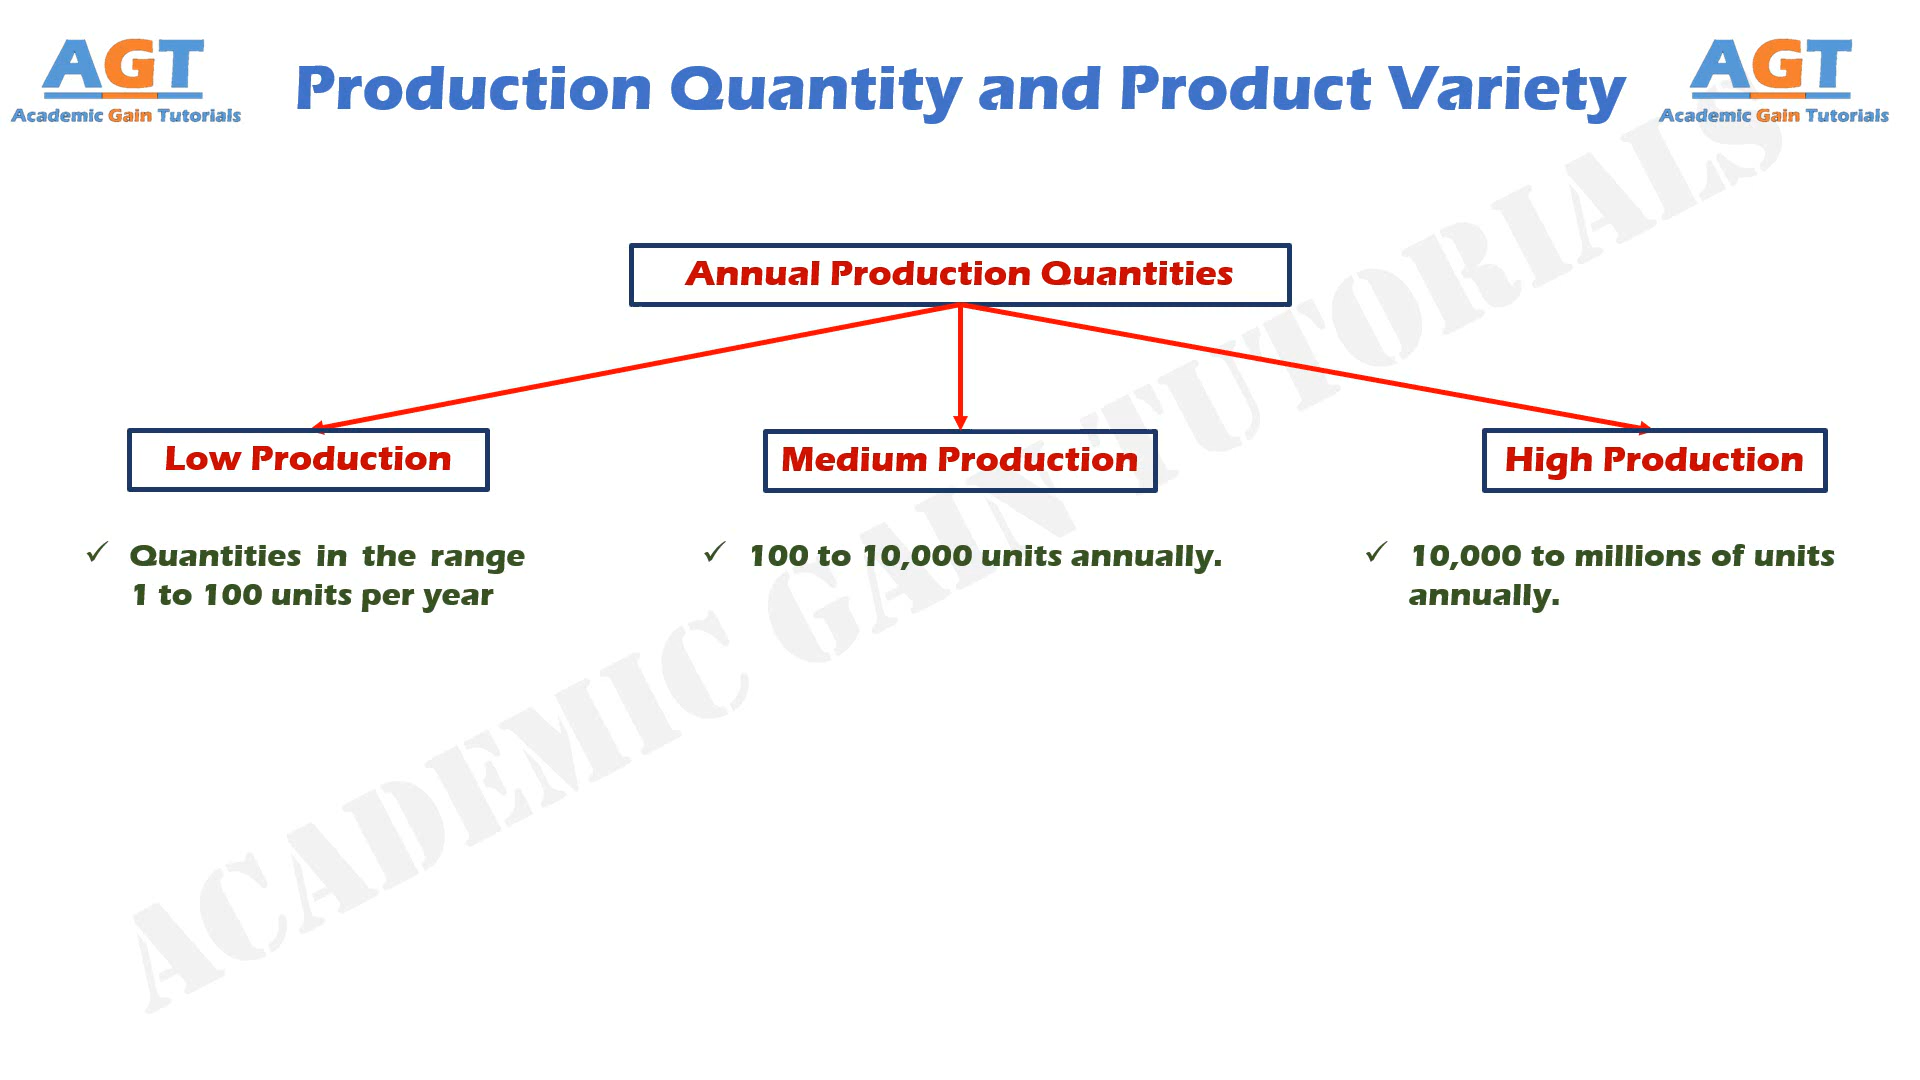 AGT
Academic Gain Tutorials
Production Quantity and Product Variety
AGT
Academic Gain Tutorials
Annual Production Quantities
Low Production
Medium Production
High Production
✓ Quantities in the range
1 to 100 units per year
✓ 100 to 10,000 units annually.
✓ 10,000 to millions of units
annually.
ACADEMIC GAIN TUTORIALS